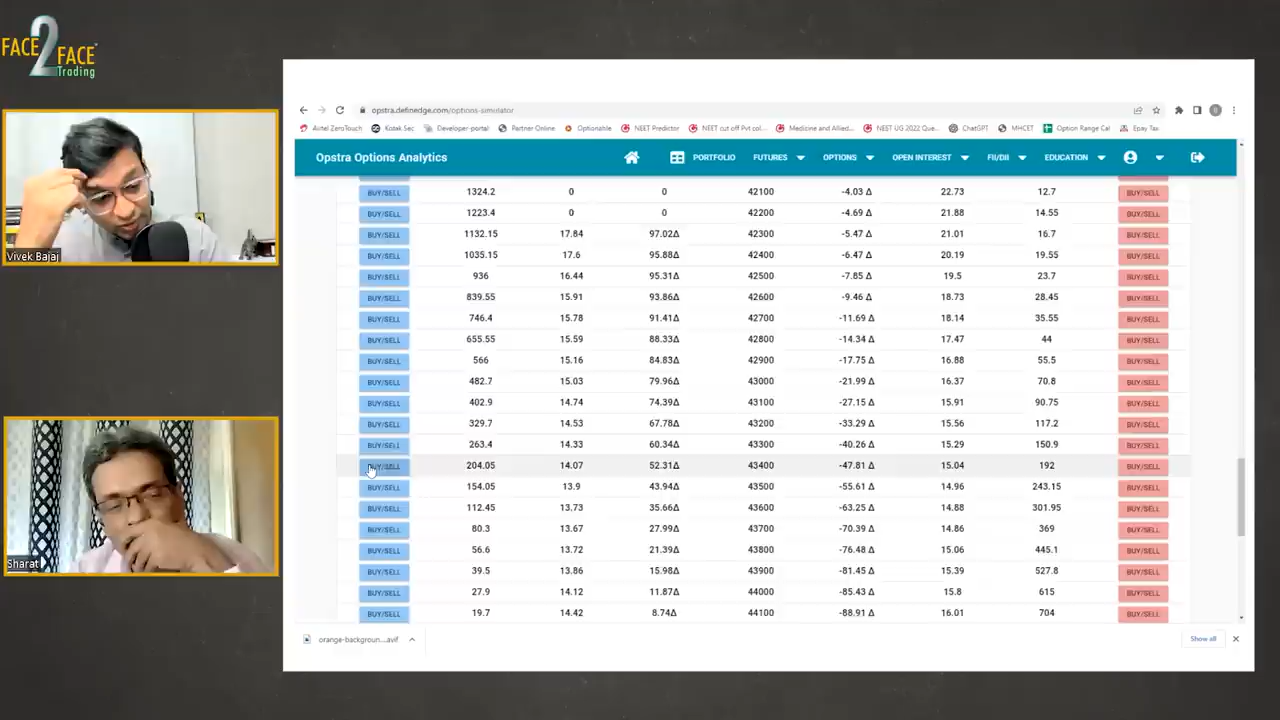 FACE 2 FACE
Trading
Vivek Bajaj
Sharat
opstra.definedge.com/options-simulator
Airtel ZeroTouch Kotak Sec Developer-portal Partner Online Optionable NEET Predictor NEET cut off Pvt col... Medicine and Allied... NEST UG 2022 Que... ChatGPT MHCET Option Range Cal Epay Tax
Opstra Options Analytics PORTFOLIO FUTURES OPTIONS OPEN INTEREST FII/DII EDUCATION
BUY/SELL 1324.2 0 0 42100 -4.03 Δ 22.73 12.7 BUY/SELL
BUY/SELL 1223.4 0 0 42200 -4.69 Δ 21.88 14.55 BUY/SELL
BUY/SELL 1132.15 17.84 97.02Δ 42300 -5.47 Δ 21.01 16.7 BUY/SELL
BUY/SELL 1035.15 17.6 95.88Δ 42400 -6.47 Δ 20.19 19.55 BUY/SELL
BUY/SELL 936 16.44 95.31Δ 42500 -7.85 Δ 19.5 23.7 BUY/SELL
BUY/SELL 839.55 15.91 93.86Δ 42600 -9.46 Δ 18.73 28.45 BUY/SELL
BUY/SELL 746.4 15.78 91.41Δ 42700 -11.69 Δ 18.14 35.55 BUY/SELL
BUY/SELL 655.55 15.59 88.33Δ 42800 -14.34 Δ 17.47 44 BUY/SELL
BUY/SELL 566 15.16 84.83Δ 42900 -17.75 Δ 16.88 55.5 BUY/SELL
BUY/SELL 482.7 15.03 79.96Δ 43000 -21.99 Δ 16.37 70.8 BUY/SELL
BUY/SELL 402.9 14.74 74.39Δ 43100 -27.15 Δ 15.91 90.75 BUY/SELL
BUY/SELL 329.7 14.53 67.78Δ 43200 -33.29 Δ 15.56 117.2 BUY/SELL
BUY/SELL 263.4 14.33 60.34Δ 43300 -40.26 Δ 15.29 150.9 BUY/SELL
BUY/SELL 204.05 14.07 52.31Δ 43400 -47.81 Δ 15.04 192 BUY/SELL
BUY/SELL 154.05 13.9 43.94Δ 43500 -55.61 Δ 14.96 243.15 BUY/SELL
BUY/SELL 112.45 13.73 35.66Δ 43600 -63.25 Δ 14.88 301.95 BUY/SELL
BUY/SELL 80.3 13.67 27.99Δ 43700 -70.39 Δ 14.86 369 BUY/SELL
BUY/SELL 56.6 13.72 21.39Δ 43800 -76.48 Δ 15.06 445.1 BUY/SELL
BUY/SELL 39.5 13.86 15.98Δ 43900 -81.45 Δ 15.39 527.8 BUY/SELL
BUY/SELL 27.9 14.12 11.87Δ 44000 -85.43 Δ 15.8 615 BUY/SELL
BUY/SELL 19.7 14.42 8.74Δ 44100 -88.91 Δ 16.01 704 BUY/SELL
orange-backgroun....avif Show all